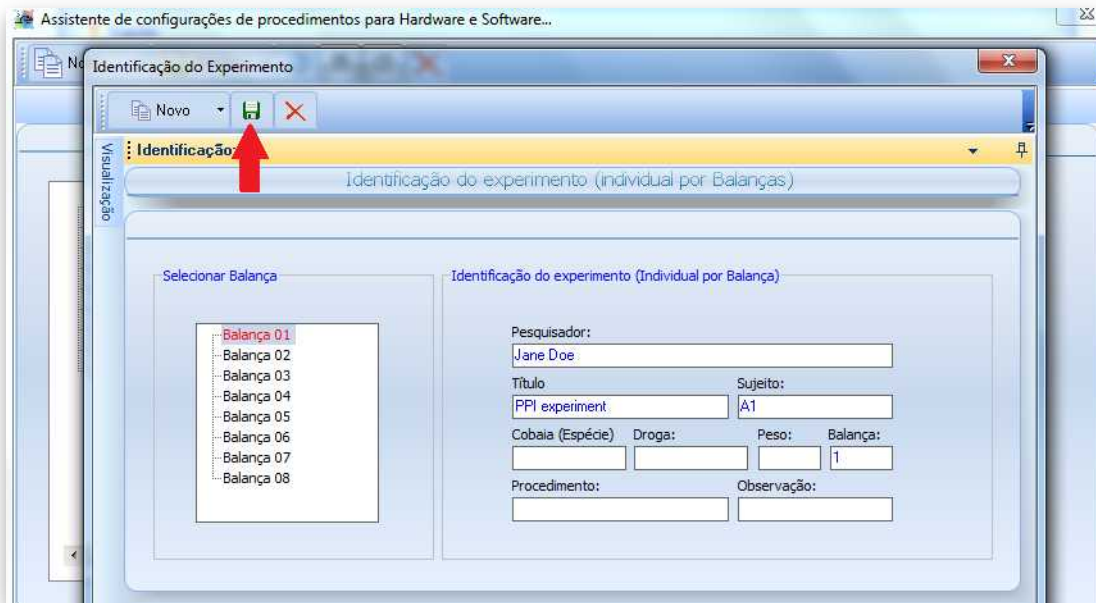 Assistente de configurações de procedimentos para Hardware e Software...
Identificação do Experimento
Novo
Identificação:
Visualização
Identificação do experimento (individual por Balanças)
Selecionar Balança
Identificação do experimento (Individual por Balança)
Balança 01
Balança 02
Balança 03
Balança 04
Balança 05
Balança 06
Balança 07
Balança 08
Pesquisador:
Jane Doe
Título Sujeito:
PPI experiment A1
Cobaia (Espécie) Droga: Peso: Balança:
1
Procedimento: Observação: